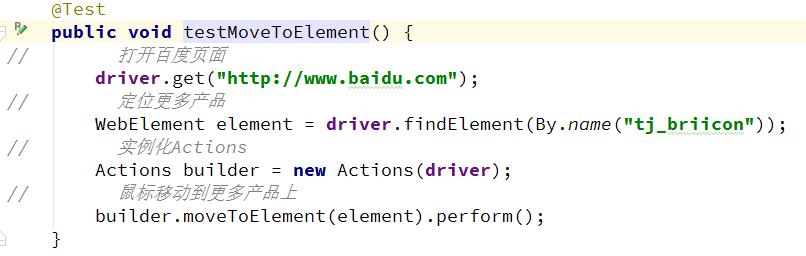 @Test
public void testMoveToElement() {
//        打开百度页面
    driver.get("http://www.baidu.com");
//        定位更多产品
    WebElement element = driver.findElement(By.name("tj_briicon"));
//        实例化Actions
    Actions builder = new Actions(driver);
//        鼠标移动到更多产品上
    builder.moveToElement(element).perform();
}